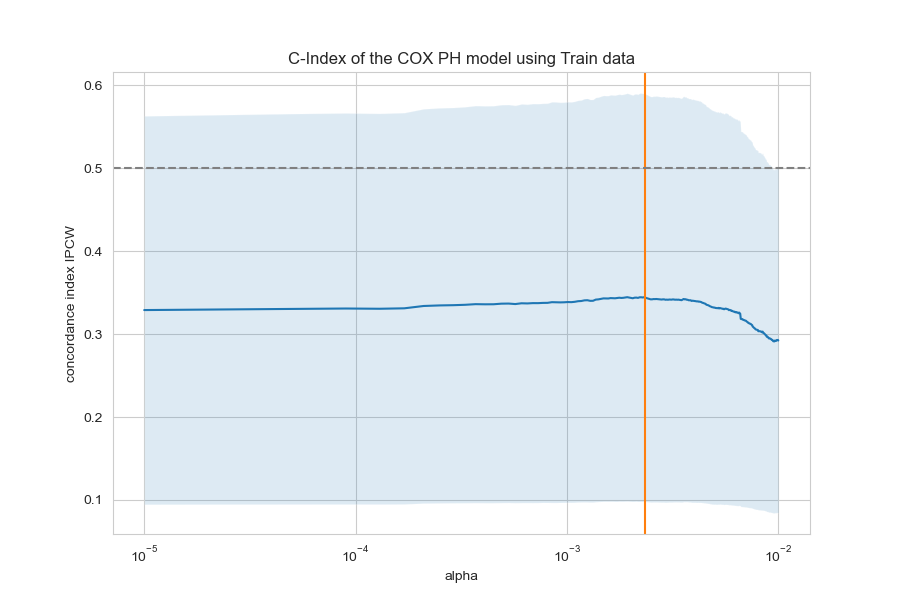 C-Index of the COX PH model using Train data
concordance index IPCW
0.6
0.5
0.4
0.3
0.2
0.1
10⁻⁵ 10⁻⁴ 10⁻³ 10⁻²
alpha